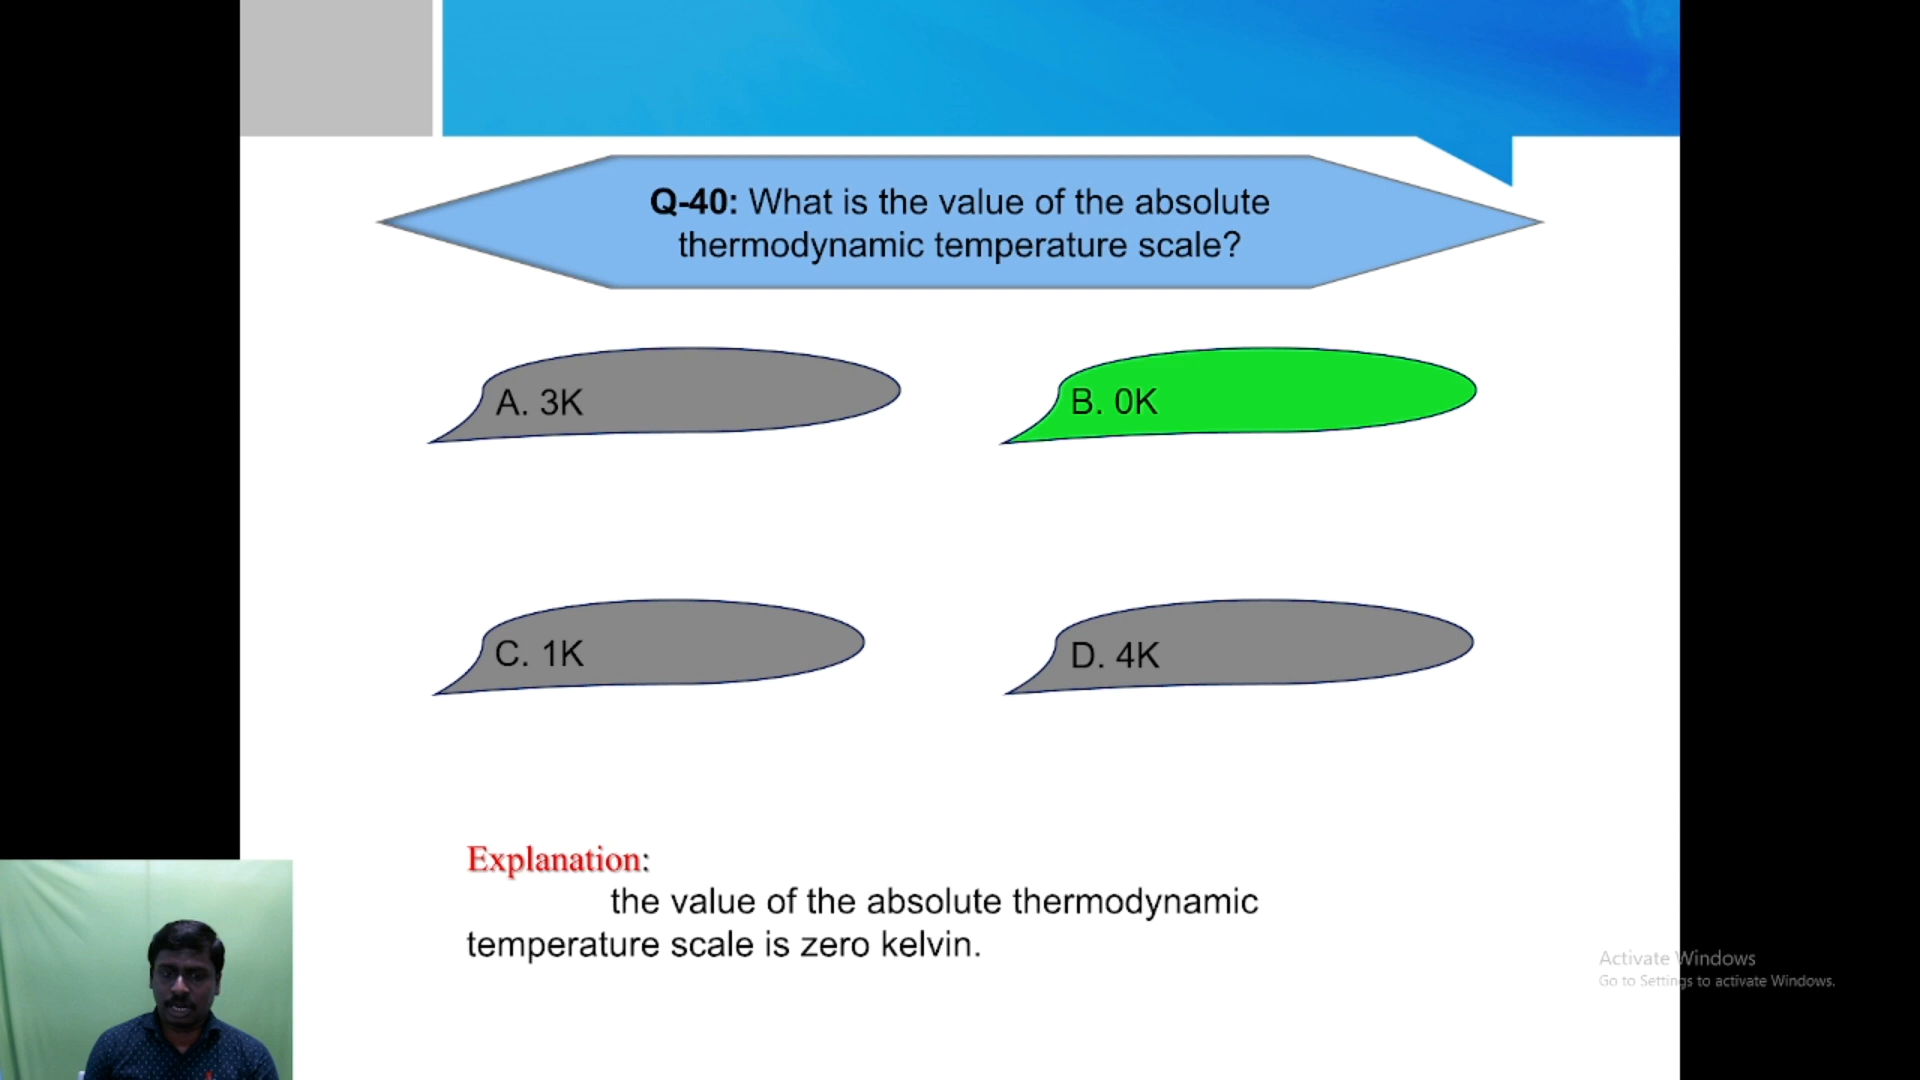 Q-40: What is the value of the absolute
thermodynamic temperature scale?
A. 3K
B. 0K
C. 1K
D. 4K
Explanation:
the value of the absolute thermodynamic
temperature scale is zero kelvin.
Activate Windows
Go to Settings to activate Windows.